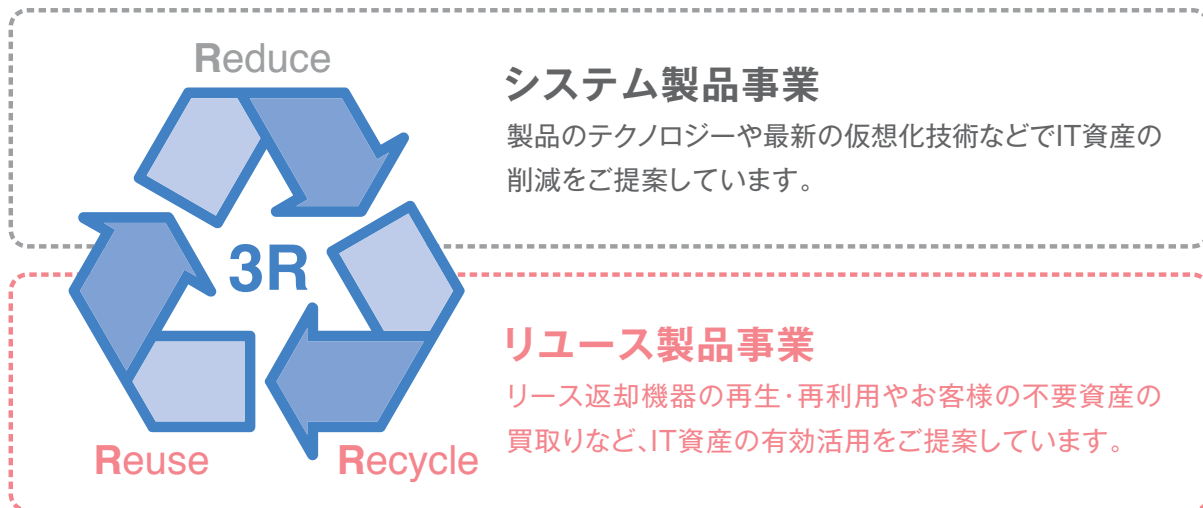 Reduce
システム製品事業
製品のテクノロジーや最新の仮想化技術などでIT資産の
削減をご提案しています。
3R
リユース製品事業
リース返却機器の再生・再利用やお客様の不要資産の
買取りなど、IT資産の有効活用をご提案しています。
Reuse
Recycle